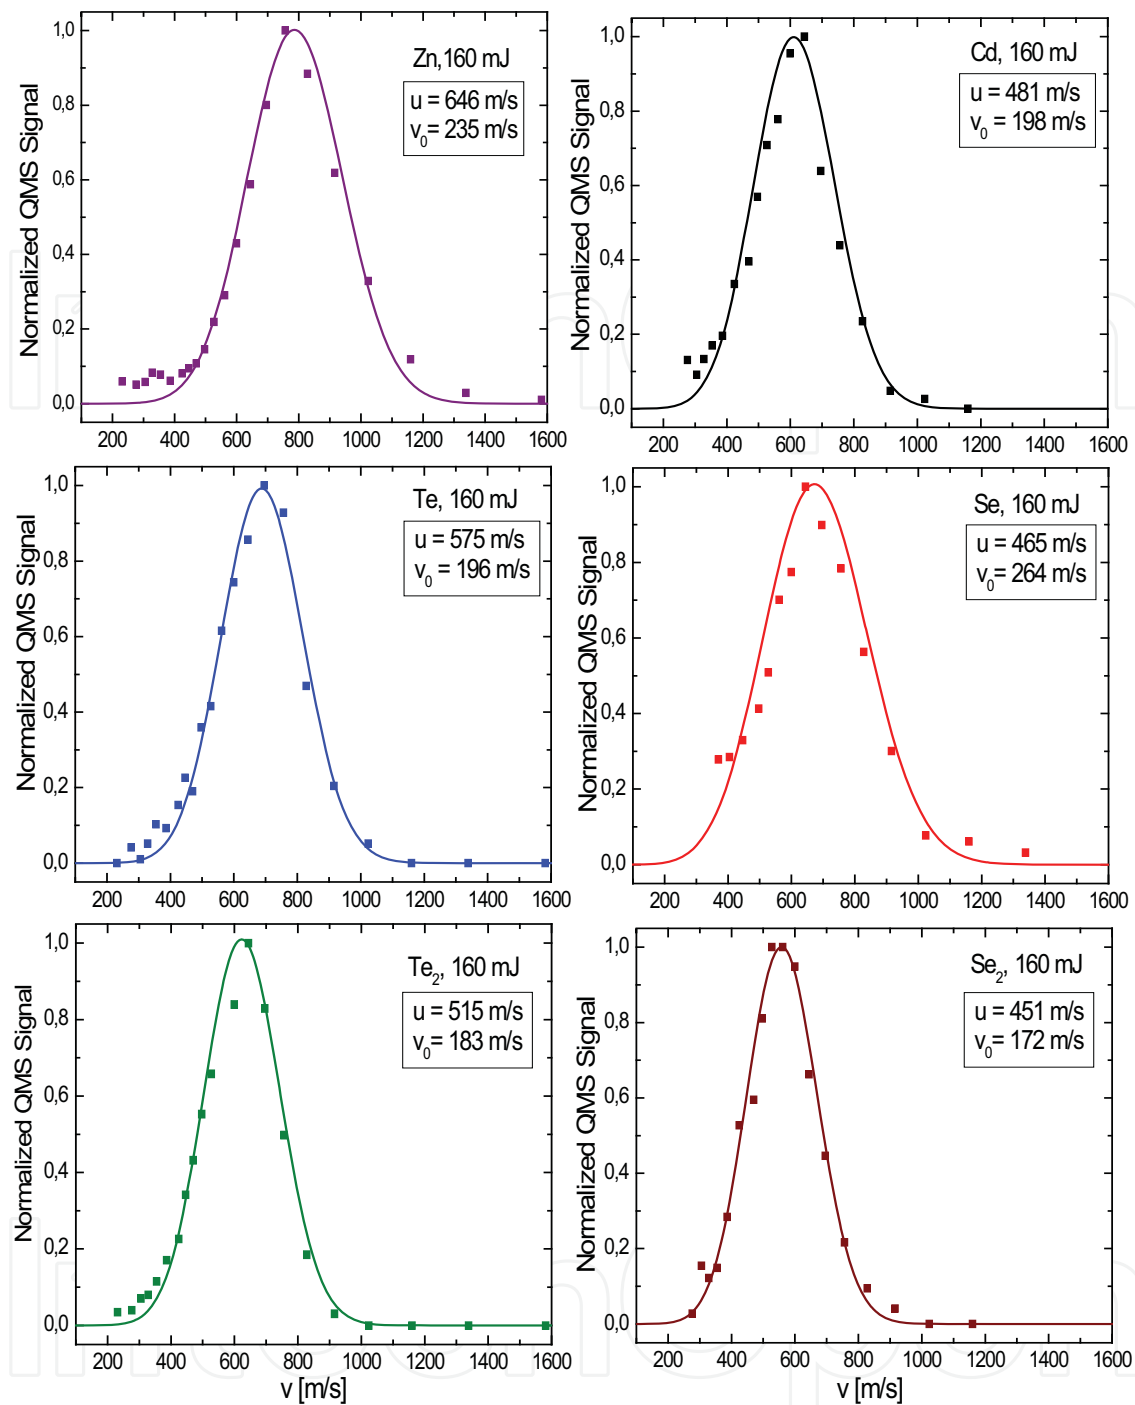 Normalized QMS Signal
1,0
0,8
0,6
0,4
0,2
0,0
Zn,160 mJ
u = 646 m/s
v0= 235 m/s
200 400 600 800 1000 1200 1400 1600
Normalized QMS Signal
1,0
0,8
0,6
0,4
0,2
0,0
Cd, 160 mJ
u = 481 m/s
v0 = 198 m/s
200 400 600 800 1000 1200 1400 1600
Normalized QMS Signal
1,0
0,8
0,6
0,4
0,2
0,0
Te, 160 mJ
u = 575 m/s
v0 = 196 m/s
200 400 600 800 1000 1200 1400 1600
Normalized QMS Signal
1,0
0,8
0,6
0,4
0,2
0,0
Se, 160 mJ
u = 465 m/s
v0= 264 m/s
200 400 600 800 1000 1200 1400 1600
Normalized QMS Signal
1,0
0,8
0,6
0,4
0,2
0,0
Te2, 160 mJ
u = 515 m/s
v0= 183 m/s
200 400 600 800 1000 1200 1400 1600
v [m/s]
Normalized QMS Signal
1,0
0,8
0,6
0,4
0,2
0,0
Se2, 160 mJ
u = 451 m/s
v0= 172 m/s
200 400 600 800 1000 1200 1400 1600
v [m/s]